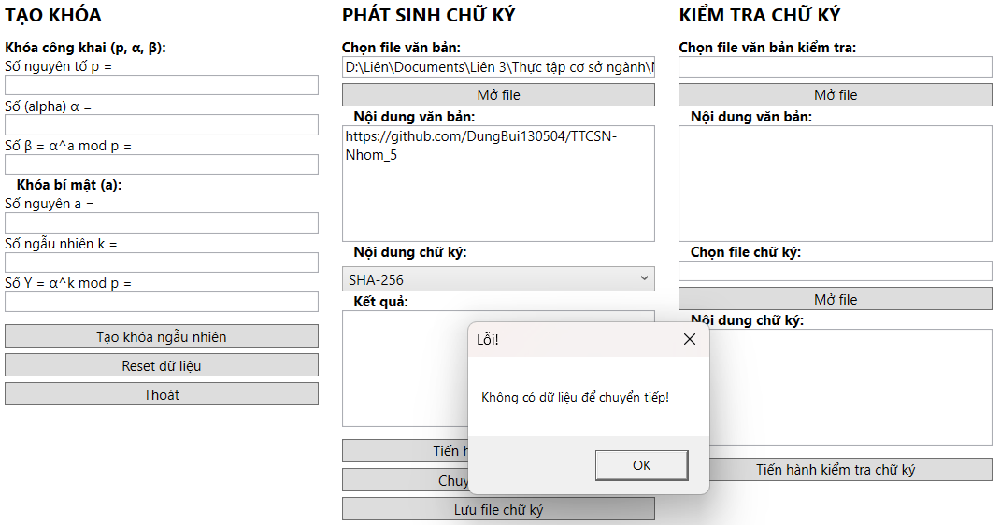 TẠO KHÓA
Khóa công khai (p, α, β):
Số nguyên tố p =
Số (alpha) α =
Số β = α^a mod p =
Khóa bí mật (a):
Số nguyên a =
Số ngẫu nhiên k =
Số Y = α^k mod p =
Tạo khóa ngẫu nhiên
Reset dữ liệu
Thoát
PHÁT SINH CHỮ KÝ
Chọn file văn bản:
D:\Liên\Documents\Liên 3\Thực tập cơ sở ngành\
Mở file
Nội dung văn bản:
https://github.com/DungBui130504/TTCSN-
Nhom_5
Nội dung chữ ký:
SHA-256
Kết quả:
Tiến
Lưu file chữ ký
Lỗi!
Không có dữ liệu để chuyển tiếp!
OK
KIỂM TRA CHỮ KÝ
Chọn file văn bản kiểm tra:
Mở file
Nội dung văn bản:
Chọn file chữ ký:
Mở file
Nội dung chữ ký:
Tiến hành kiểm tra chữ ký